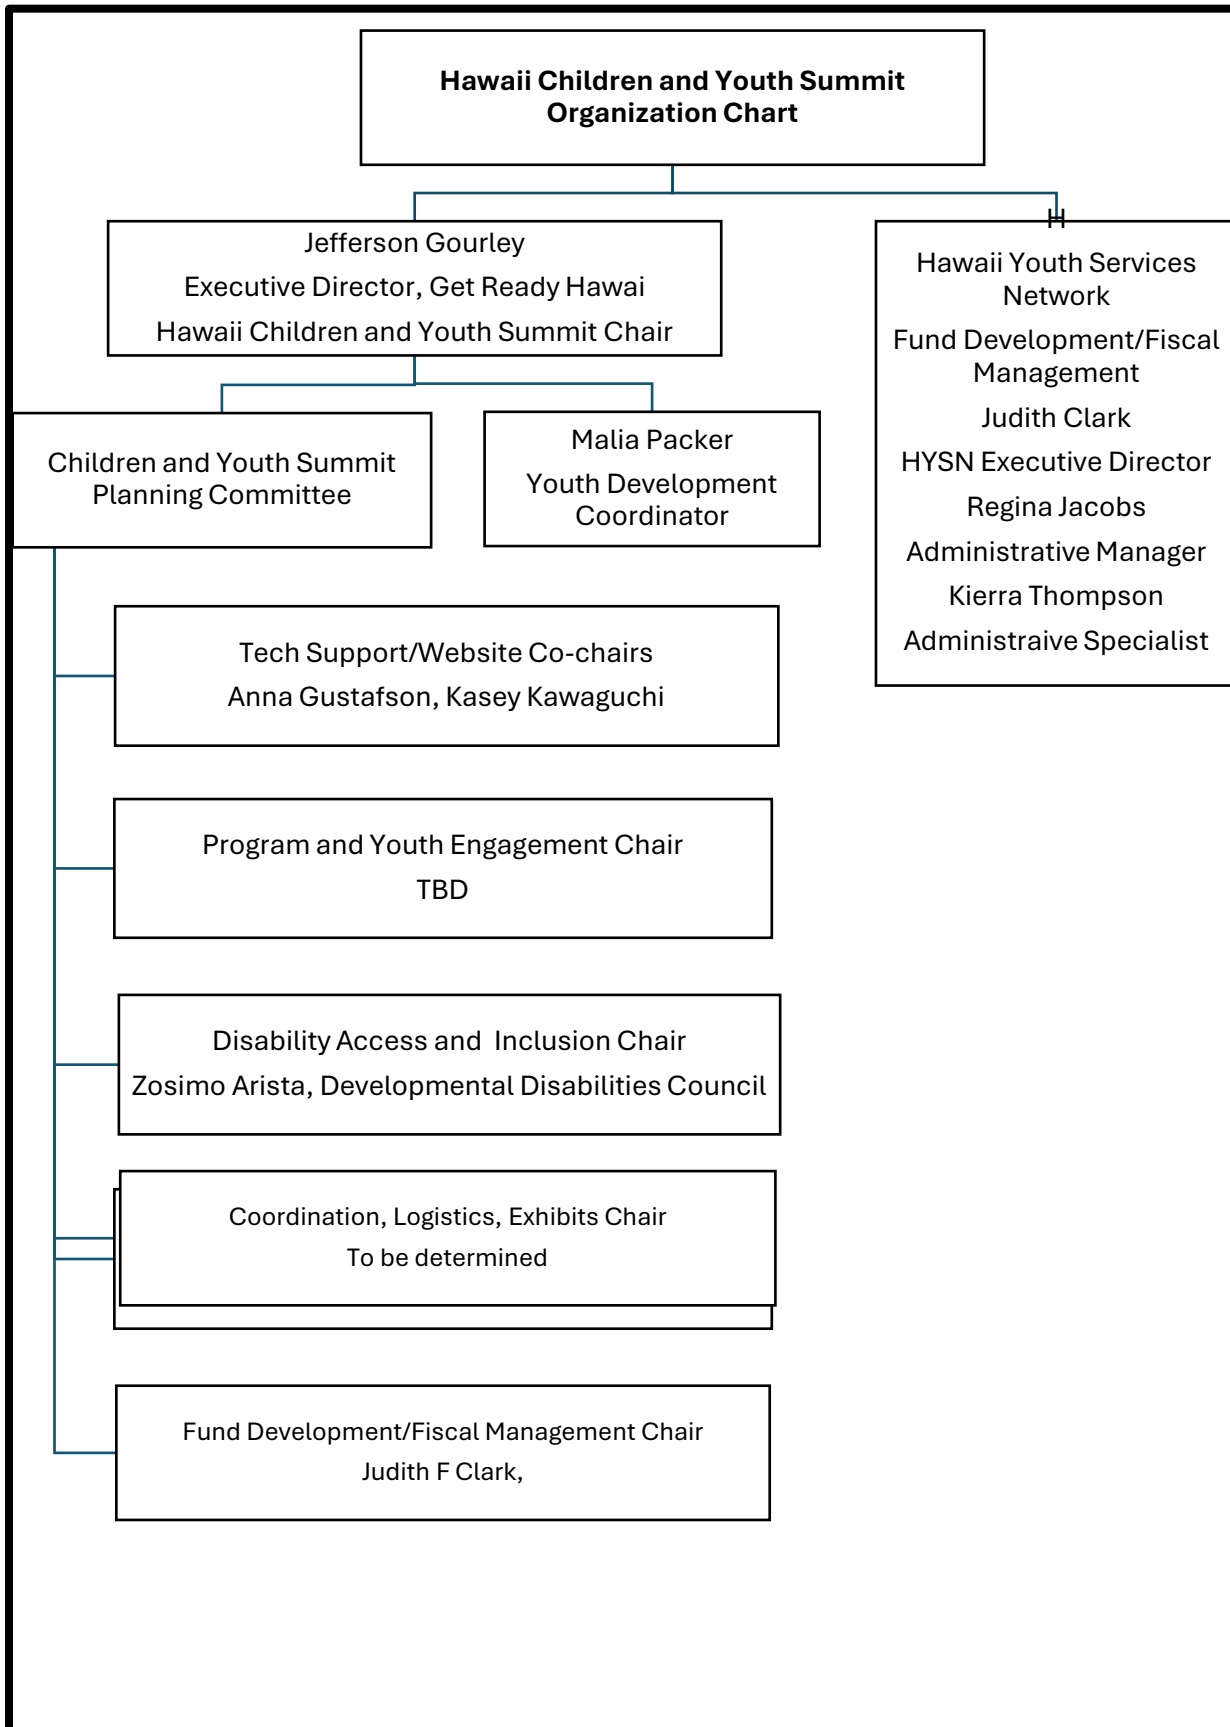 Hawaii Children and Youth Summit
Organization Chart
Jefferson Gourley
Executive Director, Get Ready Hawai
Hawaii Children and Youth Summit Chair
H
Hawaii Youth Services
Network
Fund Development/Fiscal
Management
Judith Clark
HYSN Executive Director
Regina Jacobs
Administrative Manager
Kierra Thompson
Administraive Specialist
Children and Youth Summit
Planning Committee
Malia Packer
Youth Development
Coordinator
Tech Support/Website Co-chairs
Anna Gustafson, Kasey Kawaguchi
Program and Youth Engagement Chair
TBD
Disability Access and  Inclusion Chair
Zosimo Arista, Developmental Disabilities Council
Coordination, Logistics, Exhibits Chair
To be determined
Fund Development/Fiscal Management Chair
Judith F Clark,